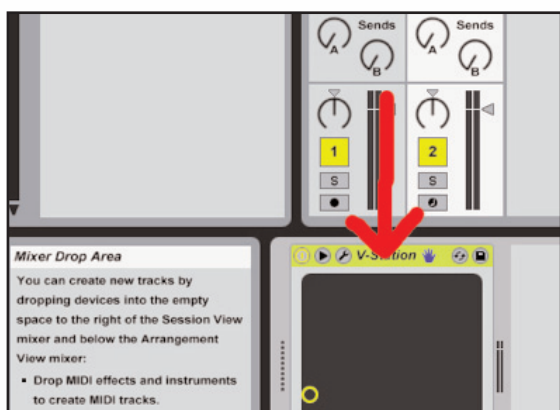 Sends
Sends
A
A
B
B
1
2
S
S
Mixer Drop Area
You can create new tracks by
dropping devices into the empty
space to the right of the Session View
mixer and below the Arrangement
View mixer:
▪ Drop MIDI effects and instruments
to create MIDI tracks.
V-Station